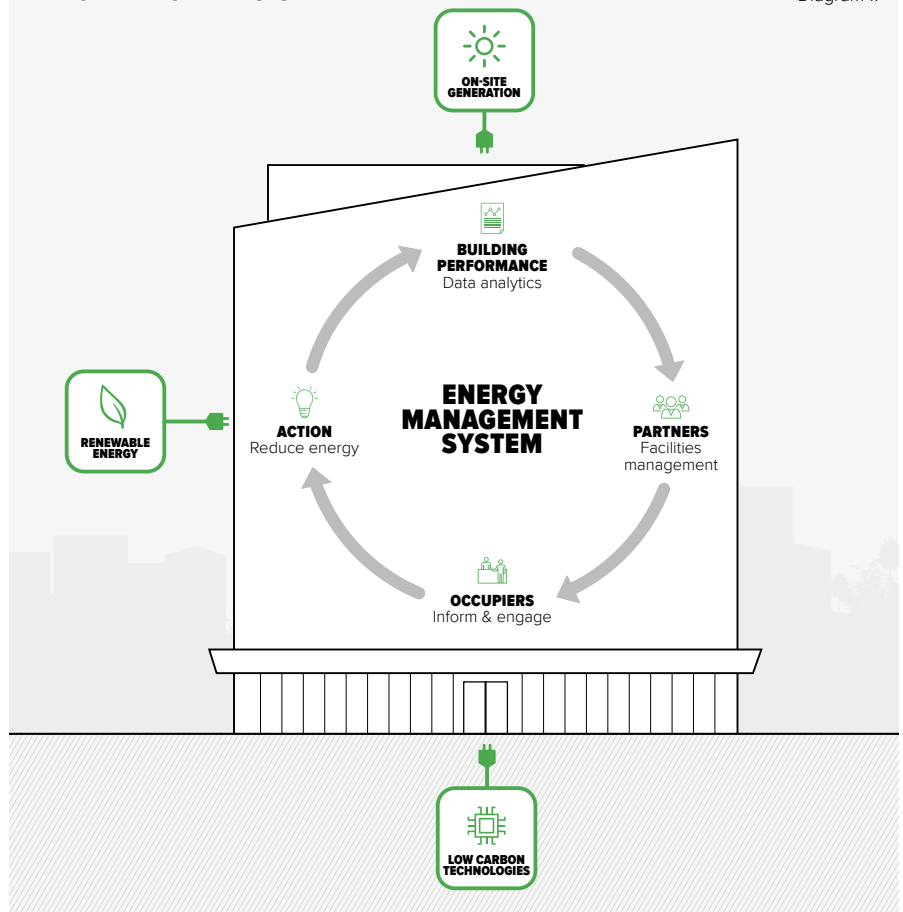 ON-SITE
GENERATION
BUILDING
PERFORMANCE
Data analytics
ENERGY
MANAGEMENT
SYSTEM
RENEWABLE
ENERGY
ACTION
Reduce energy
PARTNERS
Facilities
management
OCCUPIERS
Inform & engage
LOW CARBON
TECHNOLOGIES